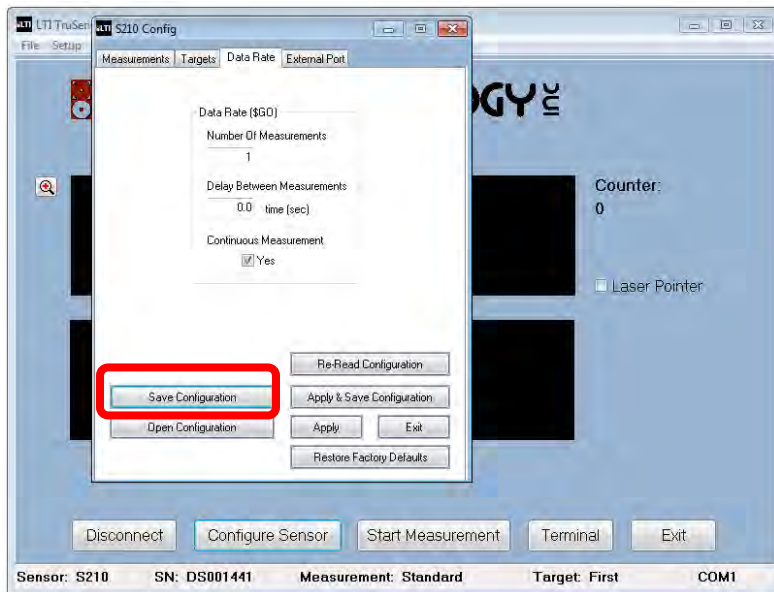 LTI TruSen
File Setup
S210 Config
Measurements Targets Data Rate External Port
Data Rate ($GO)
Number Of Measurements
1
Delay Between Measurements
0.0 time (sec)
Continuous Measurement
Yes
Re-Read Configuration
Save Configuration Apply & Save Configuration
Open Configuration Apply Exit
Restore Factory Defaults
OGY INC
Counter:
0
Laser Pointer
Disconnect Configure Sensor Start Measurement Terminal Exit
Sensor: S210 SN: DS001441 Measurement: Standard Target: First COM1